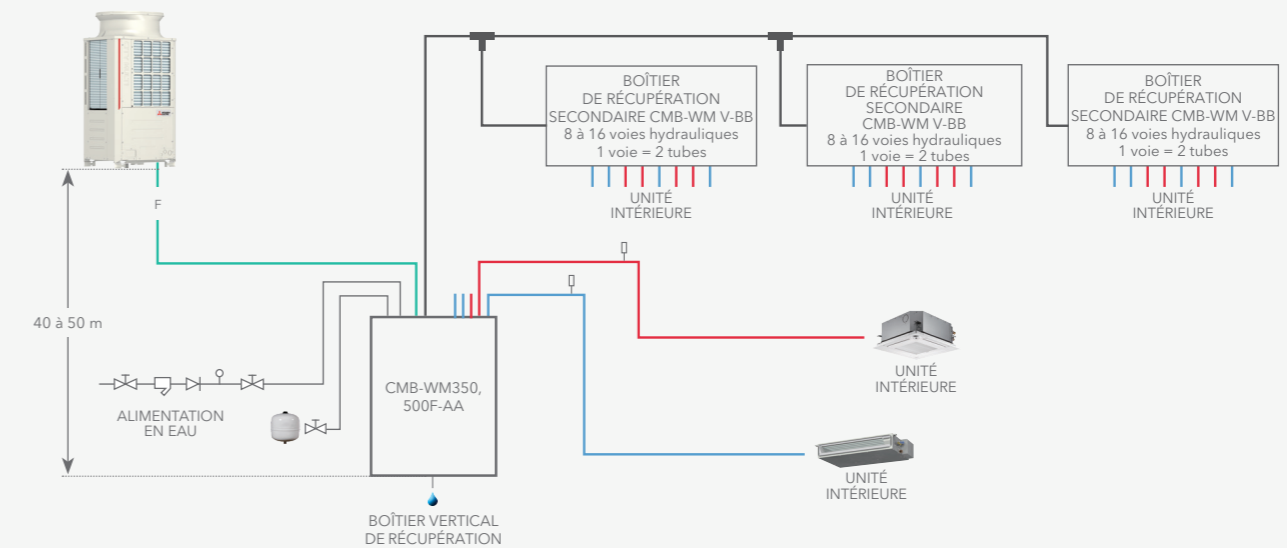 BOÎTIER
DE RÉCUPÉRATION
SECONDAIRE CMB-WM V-BB
8 à 16 voies hydrauliques
1 voie = 2 tubes
UNITÉ
INTÉRIEURE
BOÎTIER
DE RÉCUPÉRATION
SECONDAIRE
CMB-WM V-BB
8 à 16 voies hydrauliques
1 voie = 2 tubes
UNITÉ
INTÉRIEURE
BOÎTIER
DE RÉCUPÉRATION
SECONDAIRE CMB-WM V-BB
8 à 16 voies hydrauliques
1 voie = 2 tubes
UNITÉ
INTÉRIEURE
F
40 à 50 m
ALIMENTATION
EN EAU
CMB-WM350,
500F-AA
BOÎTIER VERTICAL
DE RÉCUPÉRATION
UNITÉ
INTÉRIEURE
UNITÉ
INTÉRIEURE